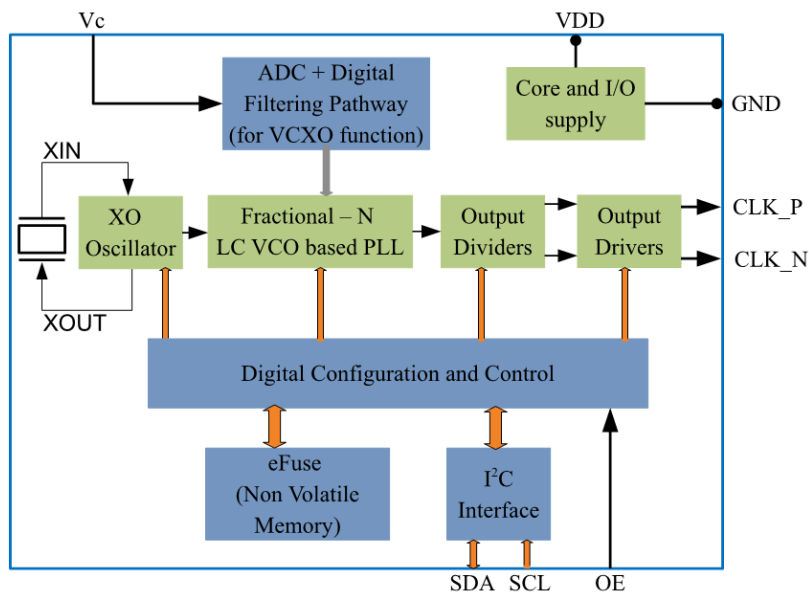 Vc
VDD
ADC + Digital
Filtering Pathway
(for VCXO function)
Core and I/O
supply
GND
XIN
XO
Oscillator
Fractional – N
LC VCO based PLL
Output
Dividers
Output
Drivers
CLK_P
CLK_N
XOUT
Digital Configuration and Control
eFuse
(Non Volatile
Memory)
I²C
Interface
SDA
SCL
OE